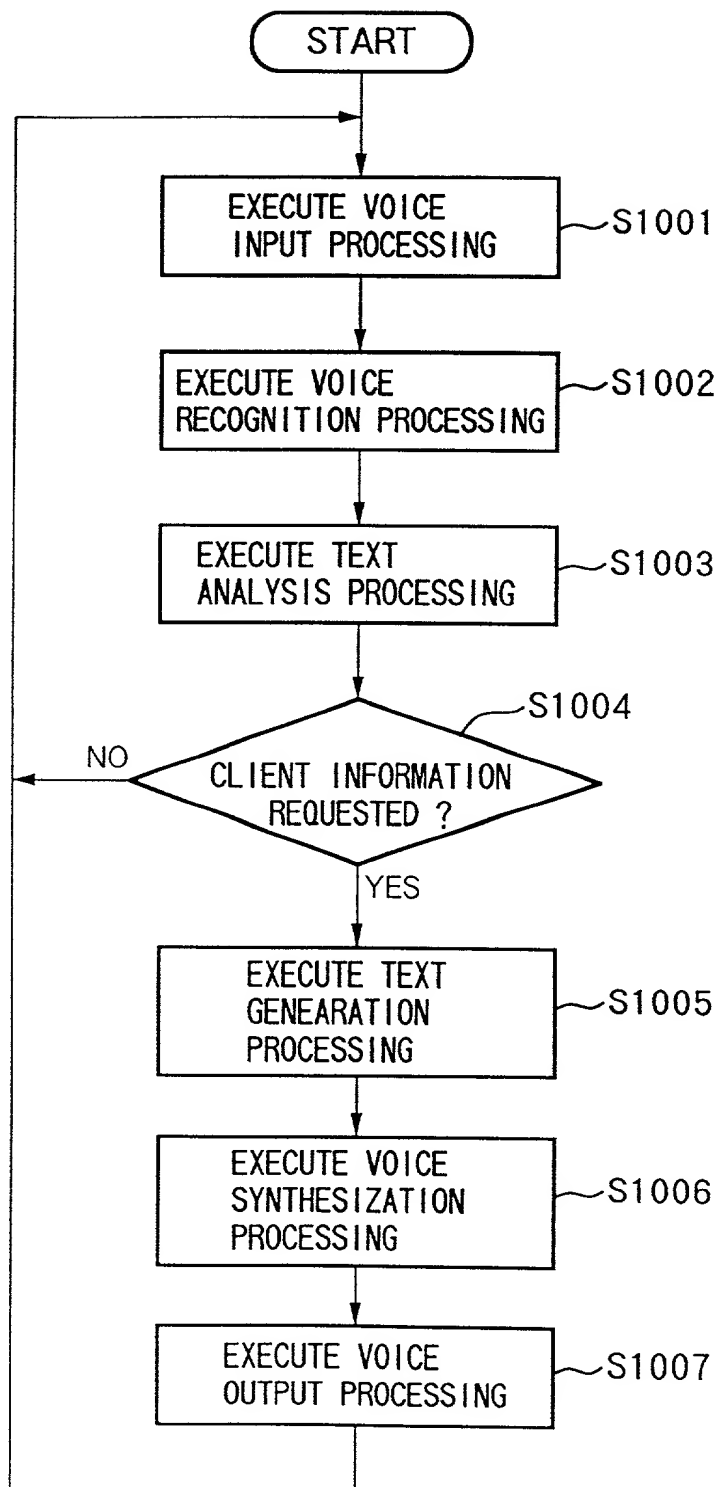 START
EXECUTE VOICE
INPUT PROCESSING
S1001
EXECUTE VOICE
RECOGNITION PROCESSING
S1002
EXECUTE TEXT
ANALYSIS PROCESSING
S1003
S1004
NO
CLIENT INFORMATION
REQUESTED ?
YES
EXECUTE TEXT
GENEARATION
PROCESSING
S1005
EXECUTE VOICE
SYNTHESIZATION
PROCESSING
S1006
EXECUTE VOICE
OUTPUT PROCESSING
S1007